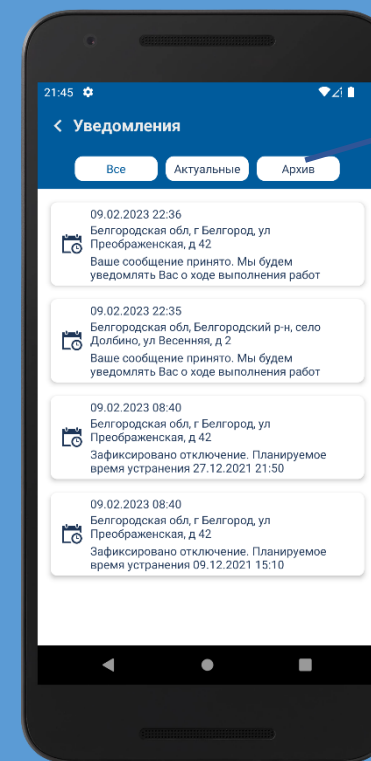 21:45
Уведомления
Все Актуальные Архив
09.02.2023 22:36
Белгородская обл, г Белгород, ул
Преображенская, д 42
Ваше сообщение принято. Мы будем
уведомлять Вас о ходе выполнения работ
09.02.2023 22:35
Белгородская обл, Белгородский р-н, село
Долбино, ул Весенняя, д 2
Ваше сообщение принято. Мы будем
уведомлять Вас о ходе выполнения работ
09.02.2023 08:40
Белгородская обл, г Белгород, ул
Преображенская, д 42
Зафиксировано отключение. Планируемое
время устранения 27.12.2021 21:50
09.02.2023 08:40
Белгородская обл, г Белгород, ул
Преображенская, д 42
Зафиксировано отключение. Планируемое
время устранения 09.12.2021 15:10